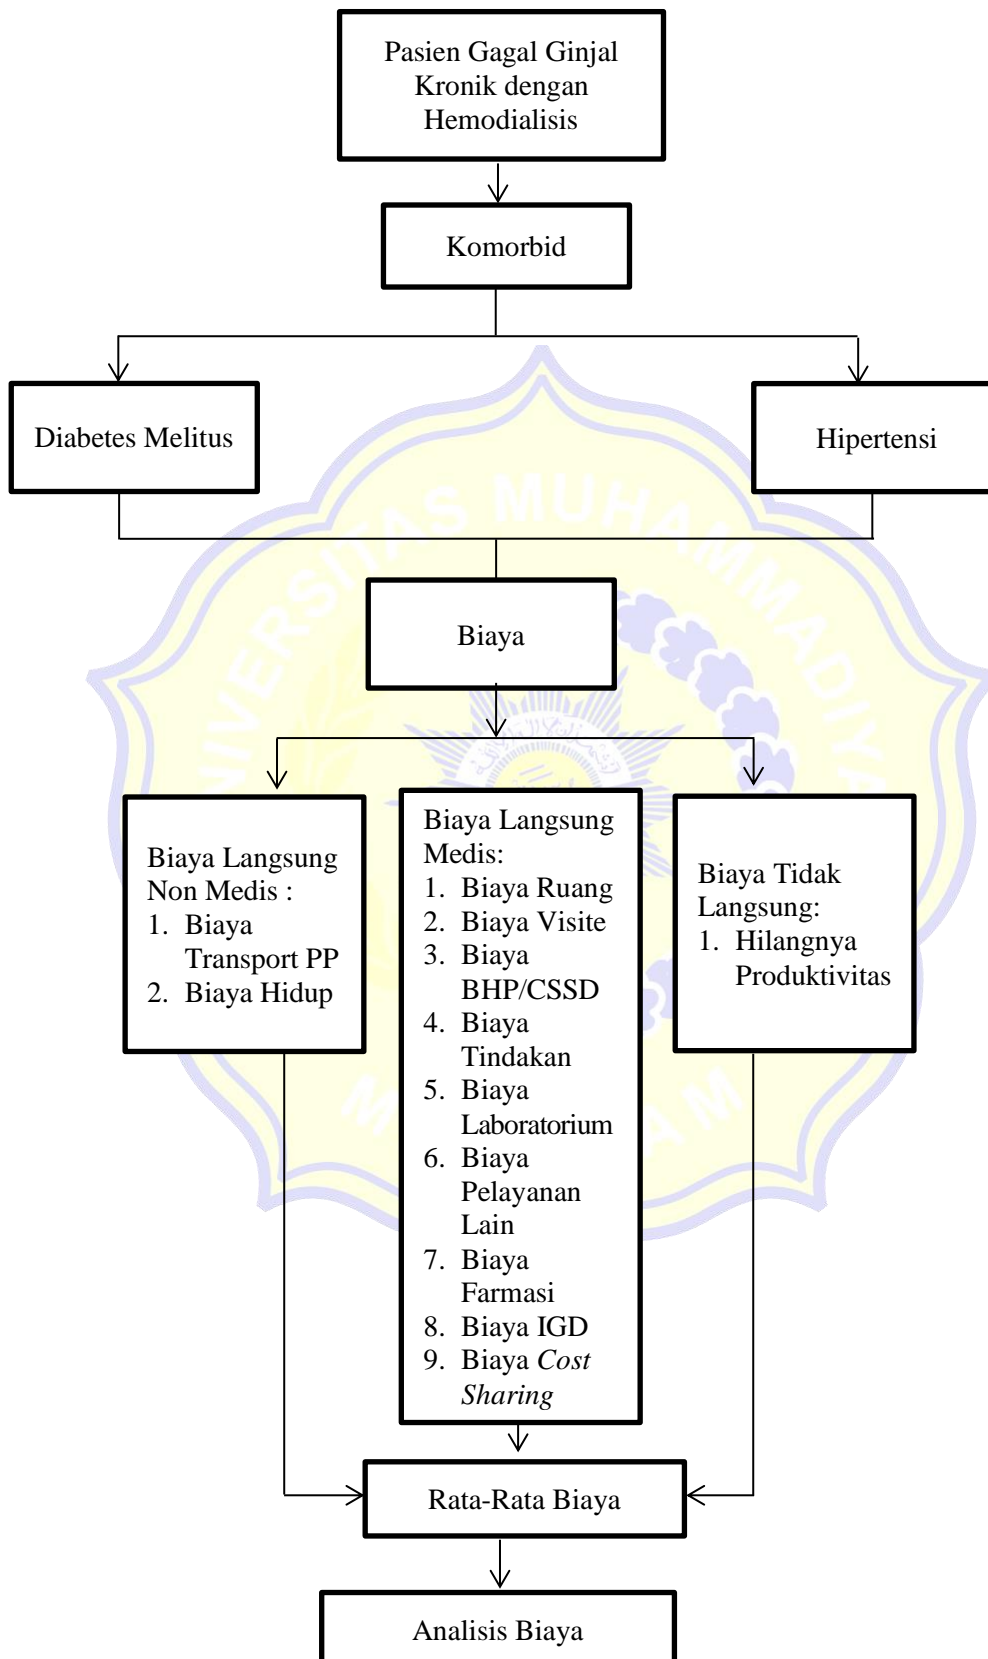 Pasien Gagal Ginjal
Kronik dengan
Hemodialisis
Komorbid
Diabetes Melitus
Hipertensi
Biaya
Biaya Langsung
Non Medis :
1. Biaya
Transport PP
2. Biaya Hidup
Biaya Langsung
Medis:
1. Biaya Ruang
2. Biaya Visite
3. Biaya
BHP/CSSD
4. Biaya
Tindakan
5. Biaya
Laboratorium
6. Biaya
Pelayanan
Lain
7. Biaya
Farmasi
8. Biaya IGD
9. Biaya Cost
Sharing
Biaya Tidak
Langsung:
1. Hilangnya
Produktivitas
Rata-Rata Biaya
Analisis Biaya
UNIVERSITAS MUHAMMADIYAH